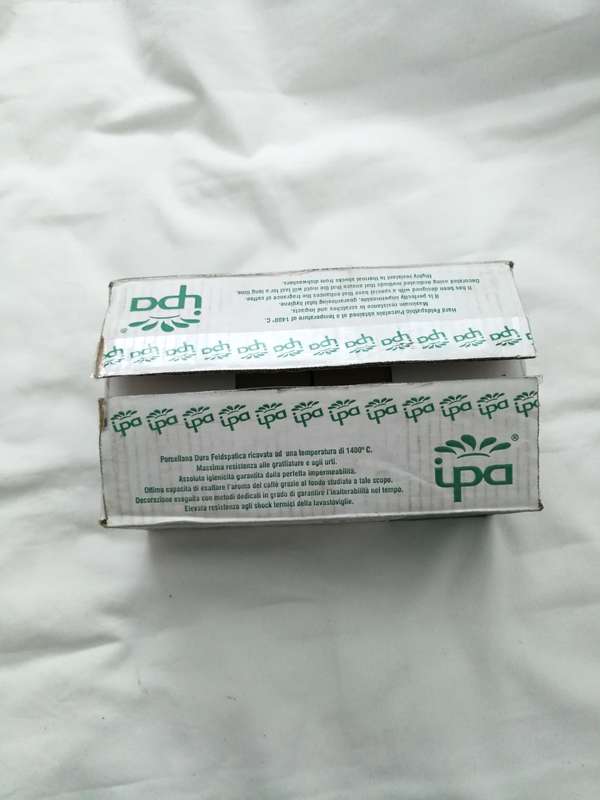 Hard Feldspathic Porcelain obtained at temperature of 1400° C.
Maximum resistance to scratches and impacts.
It is perfectly impermeable, guaranteeing total hygiene.
It has been designed with a special base that enhances the fragrance of coffee.
Decorated using dedicated methods that ensure that the motif will last for a long time.
Highly resistant to thermal shocks from dishwashers.
ipa ®
ipa ipa ipa ipa ipa ipa ipa ipa ipa ipa ipa ipa
ipa ipa ipa ipa ipa ipa ipa ipa ipa ipa ipa ipa
Porcellana Dura Feldspatica ricavata ad una temperatura di 1400° C.
Massima resistenza alle graffiature e agli urti.
Assoluta igienicità garantita dalla perfetta impermeabilità.
Ottima capacità di esaltare l'aroma del caffè grazie al fondo studiato a tale scopo.
Decorazione eseguita con metodi dedicati in grado di garantire l'inalterabilità nel tempo.
Elevata resistenza agli shock termici della lavastoviglie.
ipa ®